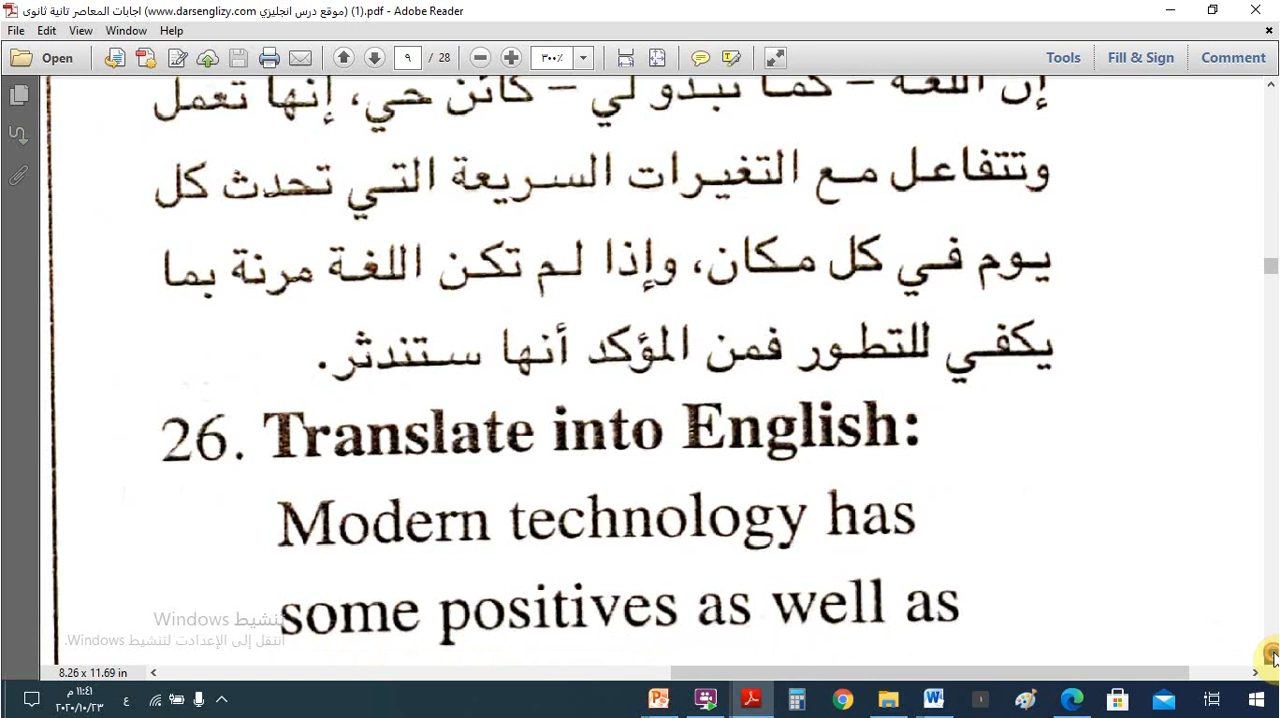 اجابات المعاصر تانية ثانوى (www.darsenglizy.com موقع درس انجليزي) (1).pdf - Adobe Reader
File Edit View Window Help
Open ٩ / 28 ٣٠٠٪ Tools Fill & Sign Comment
إن اللغة – كما تبدو لي – كائن حي، إنها تعمل
وتتفاعل مع التغيرات السريعة التي تحدث كل
يوم في كل مكان، وإذا لم تكن اللغة مرنة بما
يكفي للتطور فمن المؤكد أنها ستندثر.
26. Translate into English:
Modern technology has
some positives as well as
تنشيط Windows
انتقل إلى الإعدادات لتنشيط Windows.
8.26 x 11.69 in
١١:٤١ م
٢٠٢٠/١٠/٢٣
ع